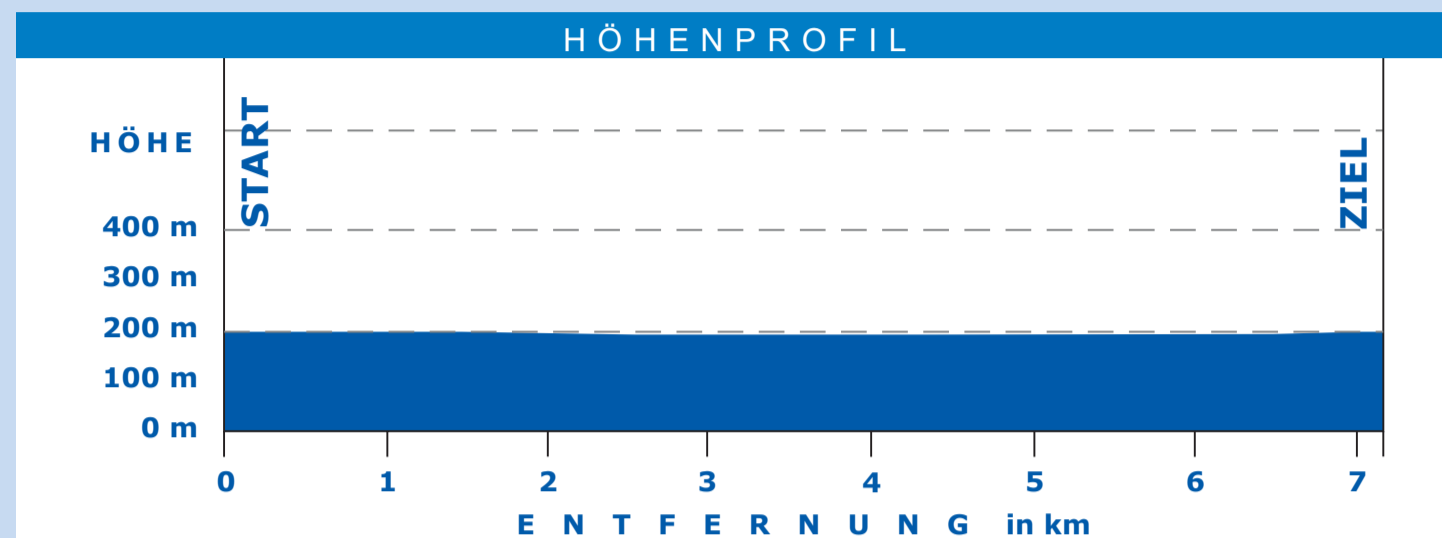 HÖHENPROFIL
HÖHE
START
ZIEL
400 m
300 m
200 m
100 m
0 m
0 1 2 3 4 5 6 7
ENTFERNUNG in km